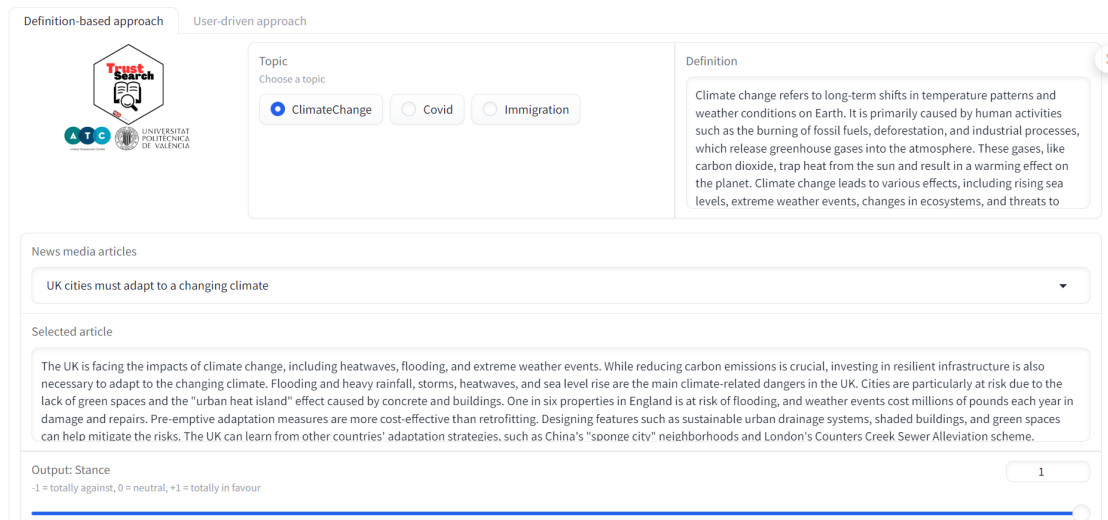 Definition-based approach
User-driven approach
Trust
Search
ATC
UNIVERSITAT
POLITÈCNICA
DE VALÈNCIA
Topic
Choose a topic
ClimateChange
Covid
Immigration
Definition
Climate change refers to long-term shifts in temperature patterns and
weather conditions on Earth. It is primarily caused by human activities
such as the burning of fossil fuels, deforestation, and industrial processes,
which release greenhouse gases into the atmosphere. These gases, like
carbon dioxide, trap heat from the sun and result in a warming effect on
the planet. Climate change leads to various effects, including rising sea
levels, extreme weather events, changes in ecosystems, and threats to
News media articles
UK cities must adapt to a changing climate
Selected article
The UK is facing the impacts of climate change, including heatwaves, flooding, and extreme weather events. While reducing carbon emissions is crucial, investing in resilient infrastructure is also
necessary to adapt to the changing climate. Flooding and heavy rainfall, storms, heatwaves, and sea level rise are the main climate-related dangers in the UK. Cities are particularly at risk due to the
lack of green spaces and the "urban heat island" effect caused by concrete and buildings. One in six properties in England is at risk of flooding, and weather events cost millions of pounds each year in
damage and repairs. Pre-emptive adaptation measures are more cost-effective than retrofitting. Designing features such as sustainable urban drainage systems, shaded buildings, and green spaces
can help mitigate the risks. The UK can learn from other countries' adaptation strategies, such as China's "sponge city" neighborhoods and London's Counters Creek Sewer Alleviation scheme.
Output: Stance
1
-1 = totally against, 0 = neutral, +1 = totally in favour